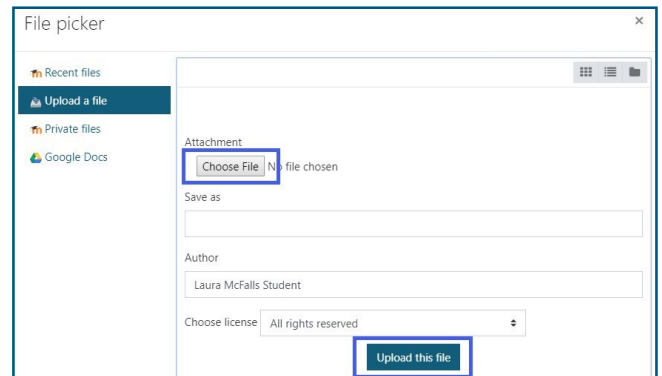 File picker ×
Recent files
Upload a file
Private files
Google Docs
Attachment
Choose File No file chosen
Save as
Author
Laura McFalls Student
Choose license All rights reserved
Upload this file